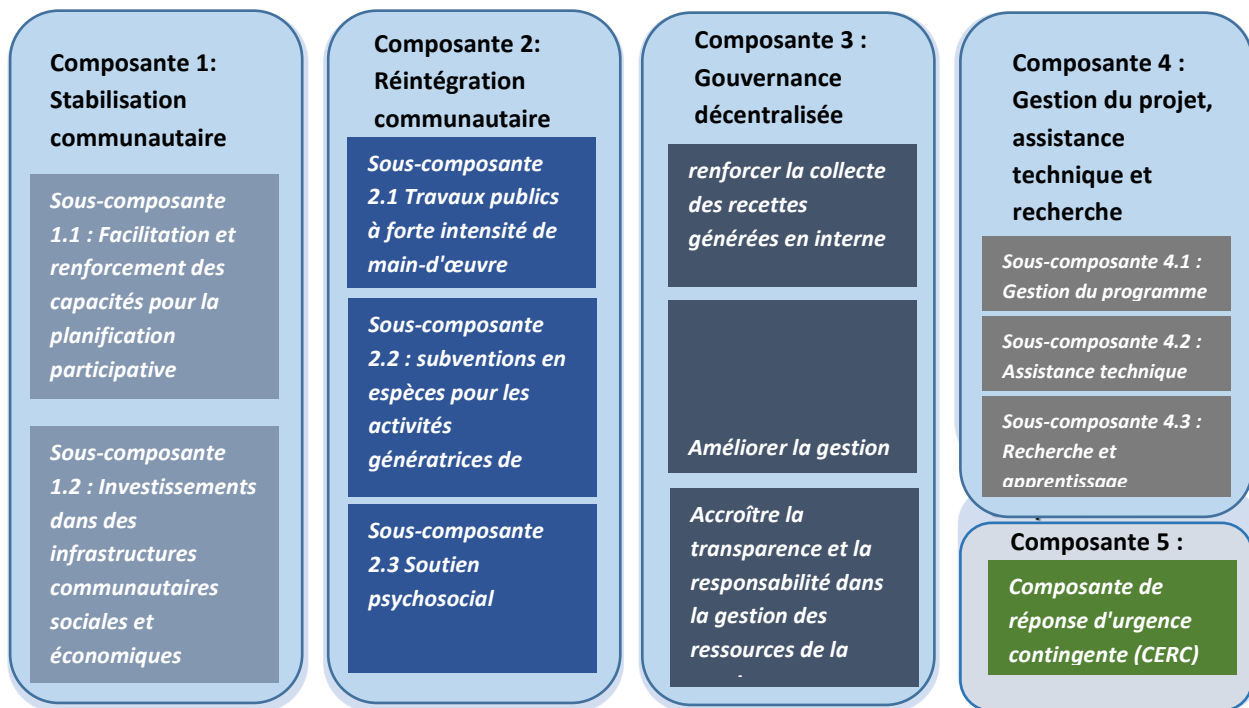 Composante 1:
Stabilisation
communautaire
Sous-composante
1.1 : Facilitation et
renforcement des
capacités pour la
planification
participative
Sous-composante
1.2 : Investissements
dans des
infrastructures
communautaires
sociales et
économiques
Composante 2:
Réintégration
communautaire
Sous-composante
2.1 Travaux publics
à forte intensité de
main-d'œuvre
Sous-composante
2.2 : subventions en
espèces pour les
activités
génératrices de
Sous-composante
2.3 Soutien
psychosocial
Composante 3 :
Gouvernance
décentralisée
renforcer la collecte
des recettes
générées en interne
Améliorer la gestion
Accroître la
transparence et la
responsabilité dans
la gestion des
ressources de la
Composante 4 :
Gestion du projet,
assistance
technique et
recherche
Sous-composante 4.1 :
Gestion du programme
Sous-composante 4.2 :
Assistance technique
Sous-composante 4.3 :
Recherche et
apprentissage
Composante 5 :
Composante de
réponse d'urgence
contingente (CERC)